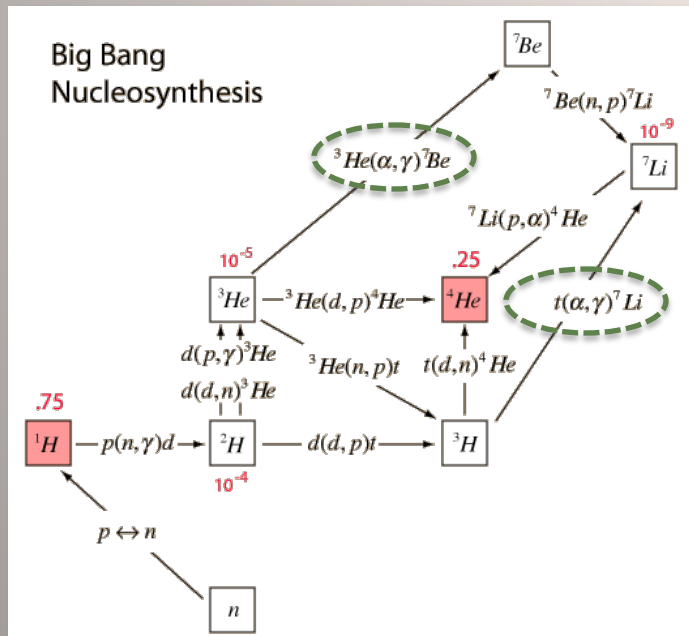 Big Bang
Nucleosynthesis
⁷Be
⁷Be(n, p)⁷Li
10⁻⁹
³He(α, γ)⁷Be
⁷Li
⁷Li(p, α)⁴He
10⁻⁵
.25
³He
³He(d, p)⁴He
⁴He
t(α, γ)⁷Li
d(p, γ)³He
³He(n, p)t
t(d, n)⁴He
d(d, n)³He
.75
¹H
p(n, γ)d
²H
d(d, p)t
³H
10⁻⁴
p ↔ n
n